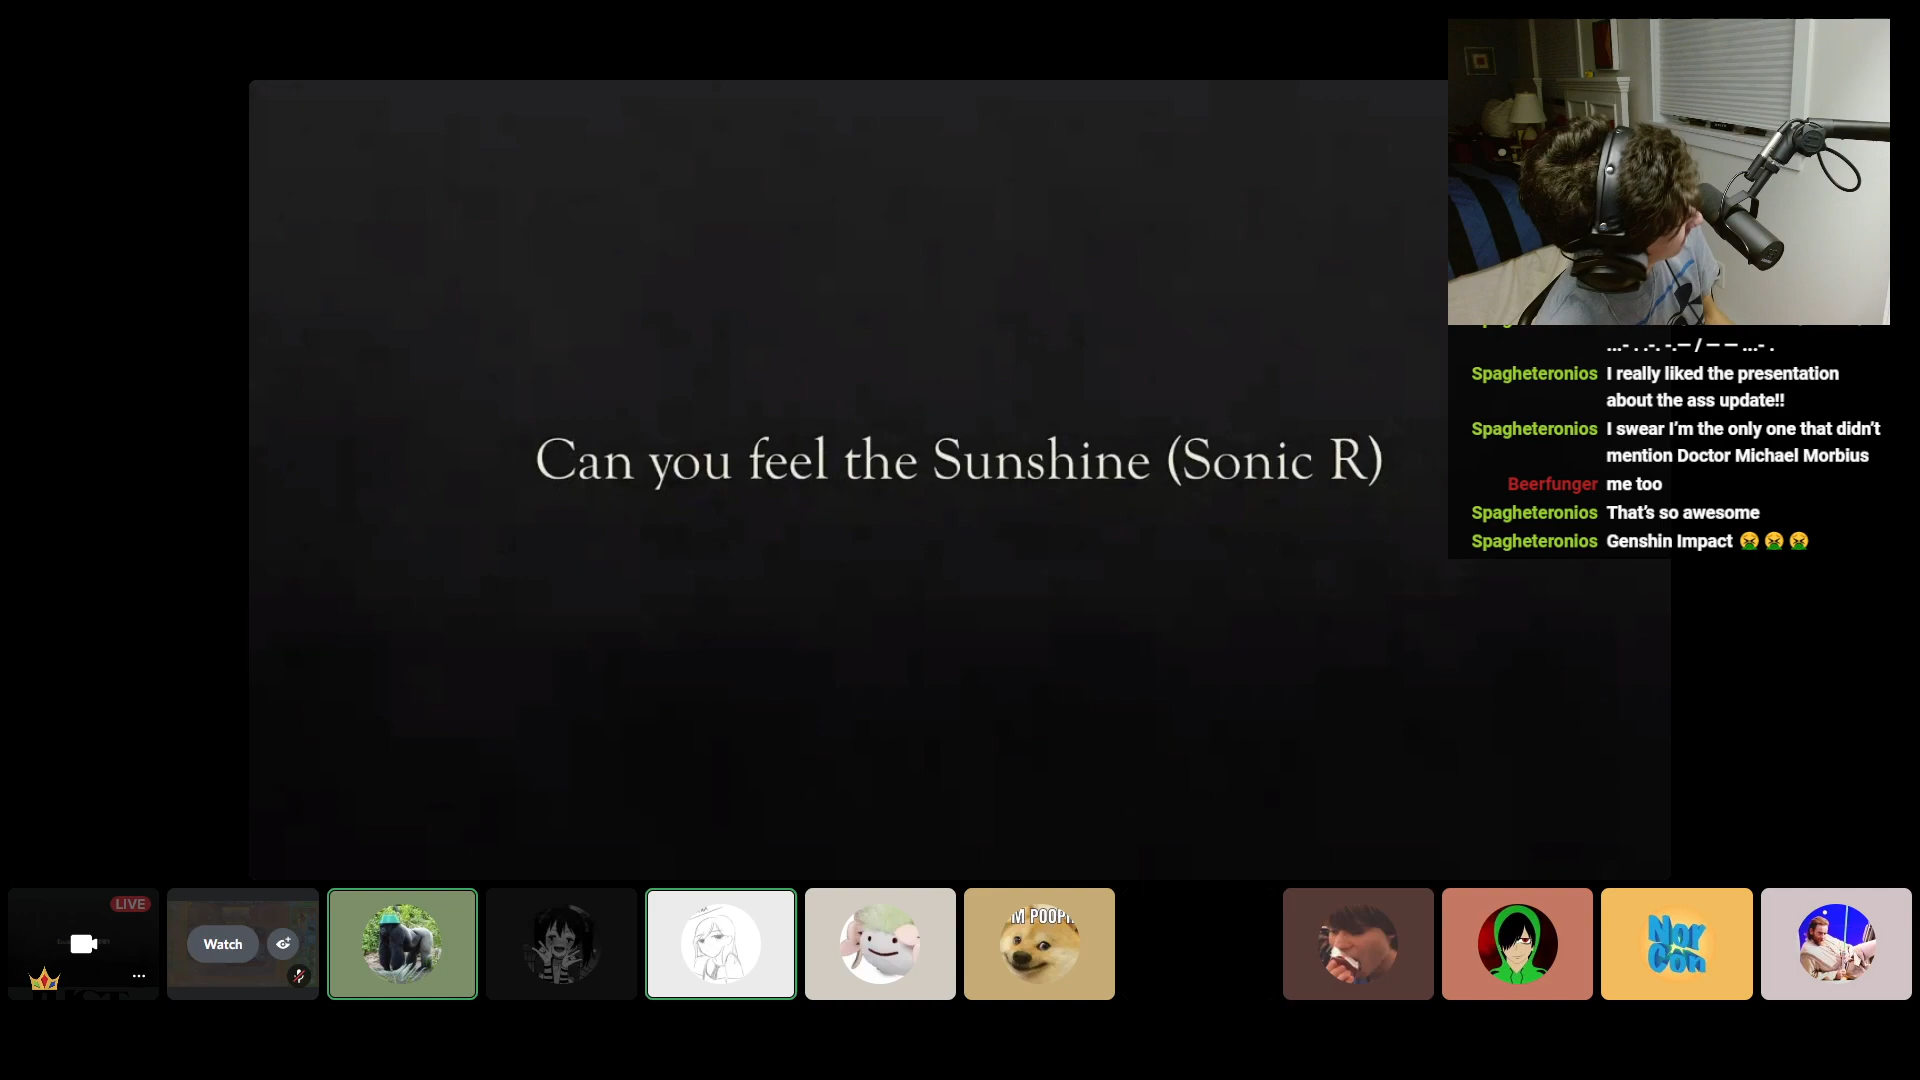 ...- . .-. -.— / — — ...- .
Spagheteronios I really liked the presentation
about the ass update!!
Spagheteronios I swear I’m the only one that didn’t
mention Doctor Michael Morbius
Beerfunger me too
Spagheteronios That’s so awesome
Spagheteronios Genshin Impact 🤮🤮🤮
Can you feel the Sunshine (Sonic R)
LIVE
Watch
Nor
Con